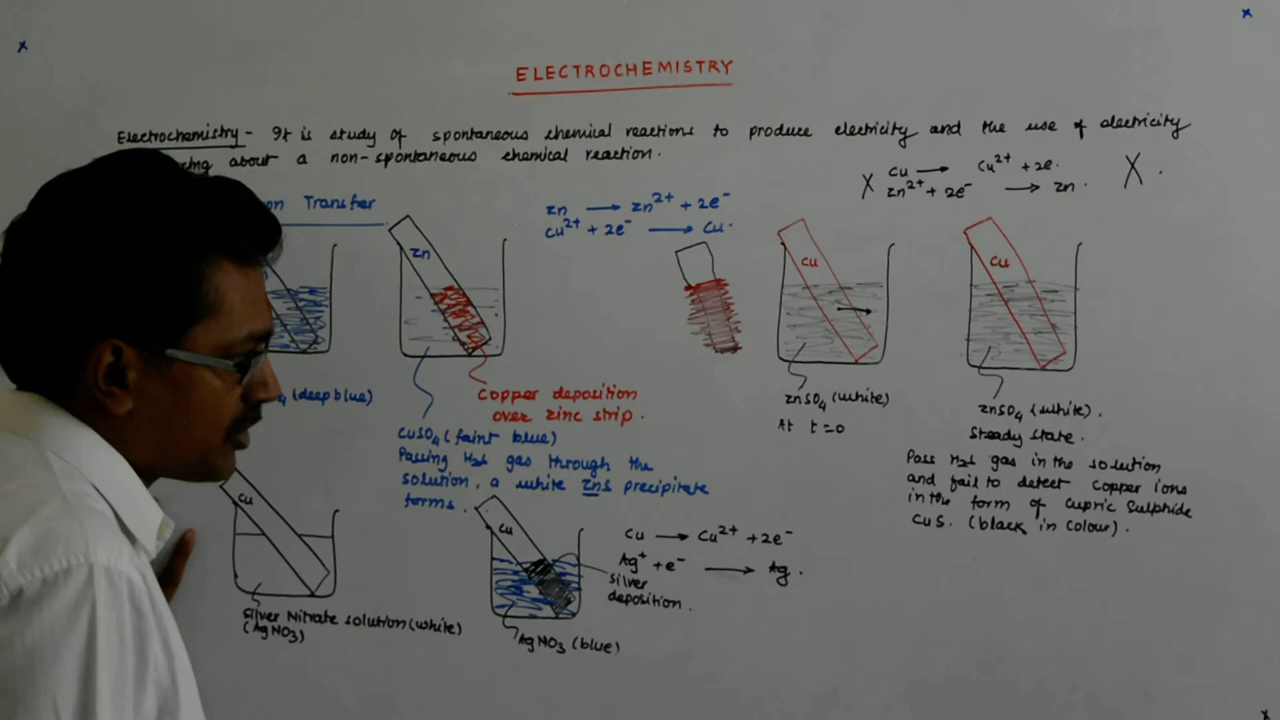 ELECTROCHEMISTRY
Electrochemistry - It is study of spontaneous chemical reactions to produce electricity and the use of electricity
about a non-spontaneous chemical reaction.
Cu → Cu²⁺ + 2e⁻
X Zn²⁺ + 2e⁻ → Zn. X.
Transfer
Zn → Zn²⁺ + 2e⁻
Cu²⁺ + 2e⁻ → Cu.
Zn
Cu
Cu
(deep blue)
Copper deposition
over zinc strip.
CuSO₄ (faint blue)
Passing H₂S gas through the
solution, a white ZnS precipitate
forms.
ZnSO₄ (white)
At t=0
ZnSO₄ (white).
Steady State.
Pass H₂S gas in the solution
and fail to detect copper ions
in the form of Cupric Sulphide
CuS. (black in colour).
Cu
Silver Nitrate solution (white)
(AgNO₃)
Cu
Cu → Cu²⁺ + 2e⁻
Ag⁺ + e⁻ → Ag.
Silver
deposition.
AgNO₃ (blue)